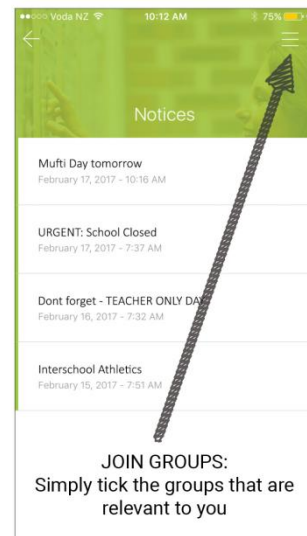 Voda NZ 10:12 AM 75%
Notices
Mufti Day tomorrow
February 17, 2017 - 10:16 AM
URGENT: School Closed
February 17, 2017 - 7:37 AM
Dont forget - TEACHER ONLY DAY
February 16, 2017 - 7:32 AM
Interschool Athletics
February 15, 2017 - 7:51 AM
JOIN GROUPS:
Simply tick the groups that are
relevant to you